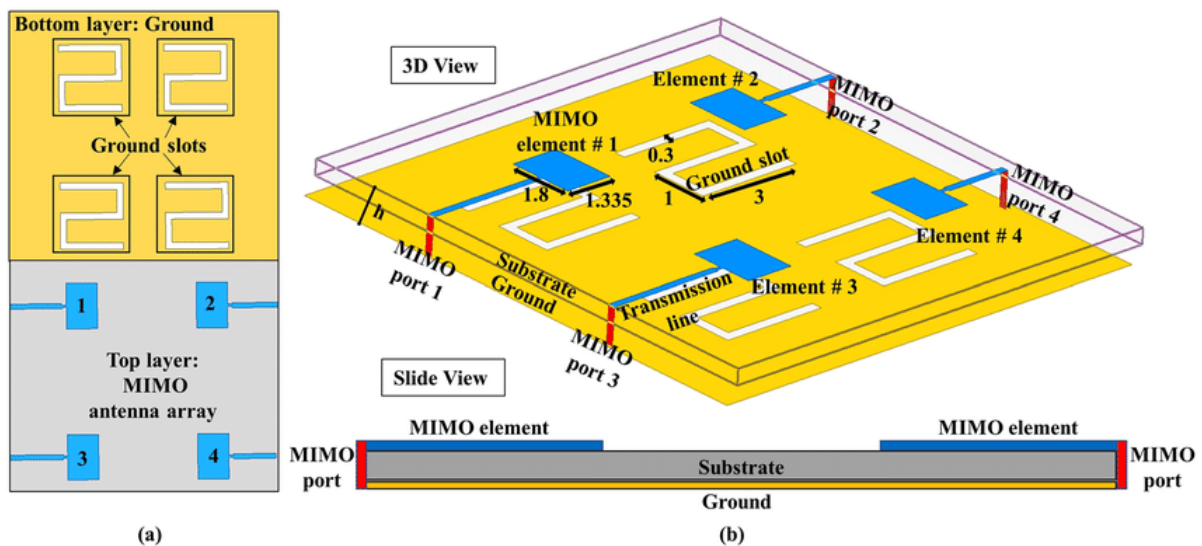 Bottom layer: Ground
Ground slots
1
2
Top layer:
MIMO
antenna array
3
4
(a)
3D View
Element # 2
MIMO
port 2
MIMO
element # 1
0.3
Ground slot
1.8
1.335
1
3
MIMO
port 4
h
Element # 4
MIMO
port 1
Substrate
Ground
Transmission
line
Element # 3
MIMO
port 3
Slide View
MIMO element
MIMO element
MIMO
port
Substrate
MIMO
port
Ground
(b)